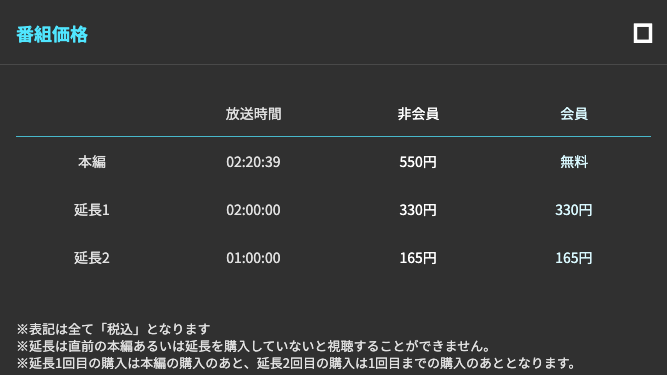 番組価格
放送時間 非会員 会員
本編 02:20:39 550円 無料
延長1 02:00:00 330円 330円
延長2 01:00:00 165円 165円
※表記は全て「税込」となります
※延長は直前の本編あるいは延長を購入していないと視聴することができません。
※延長1回目の購入は本編の購入のあと、延長2回目の購入は1回目までの購入のあととなります。